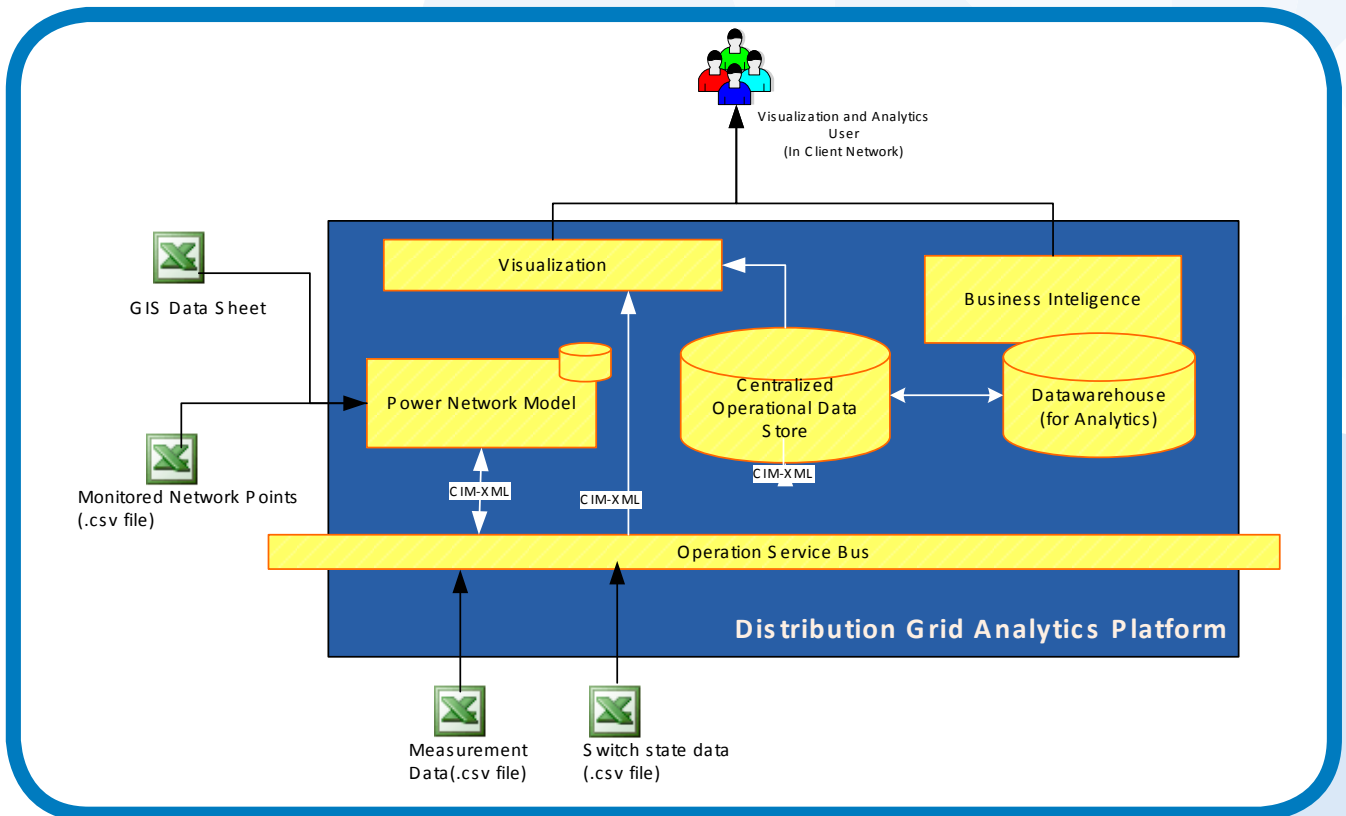 Visualization and Analytics
User
(In Client Network)
GIS Data Sheet
Visualization
Business Inteligence
Power Network Model
Centralized
Operational Data
Store
Datawarehouse
(for Analytics)
Monitored Network Points
(.csv file)
CIM-XML
CIM-XML
CIM-XML
Operation Service Bus
Distribution Grid Analytics Platform
Measurement
Data(.csv file)
Switch state data
(.csv file)